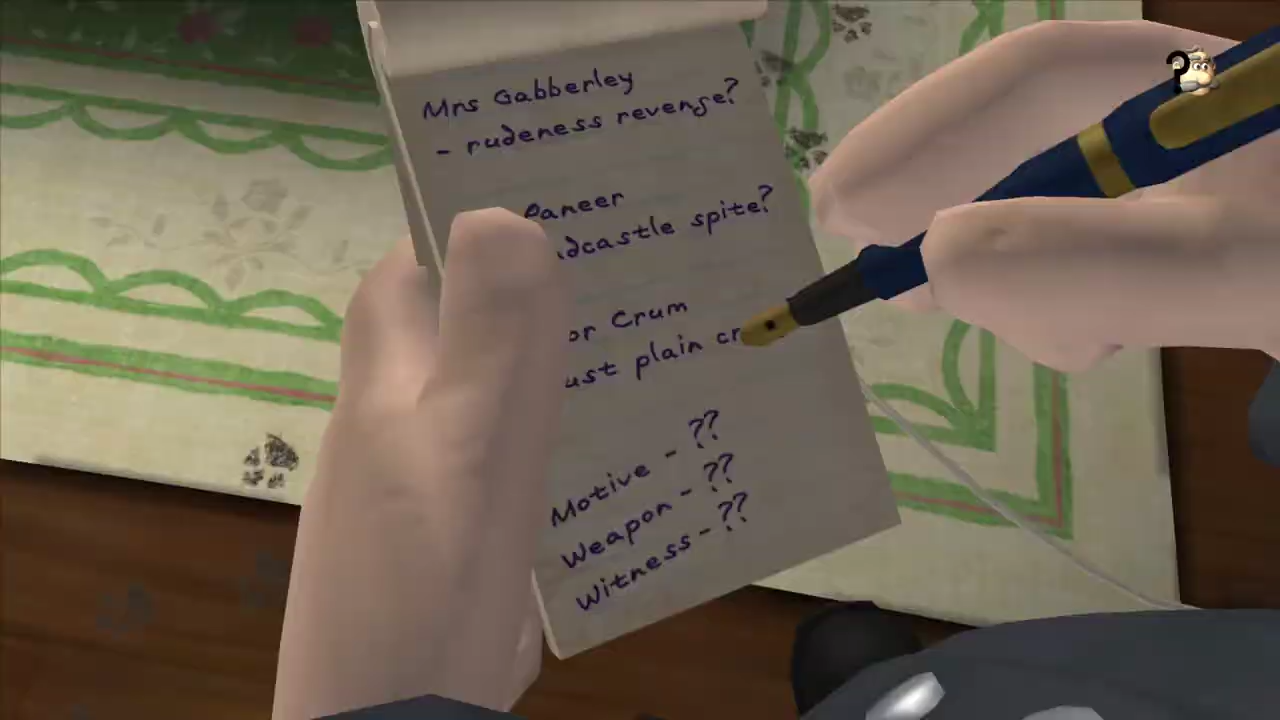 Mrs Gabberley
- rudeness revenge?
Paneer
dcastle spite?
or Crum
ust plain cr
Motive - ??
Weapon - ??
Witness - ??
?